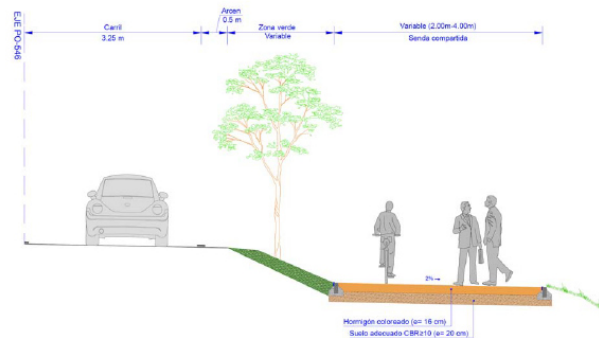 EJE PO-546
Carril
3.25 m
Arcen
0.5 m
Zona verde
Variable
Variable (2.00m-4.00m)
Senda compartida
2%
Hormigón coloreado (e= 16 cm)
Suelo adecuado CBR≥10 (e= 20 cm)